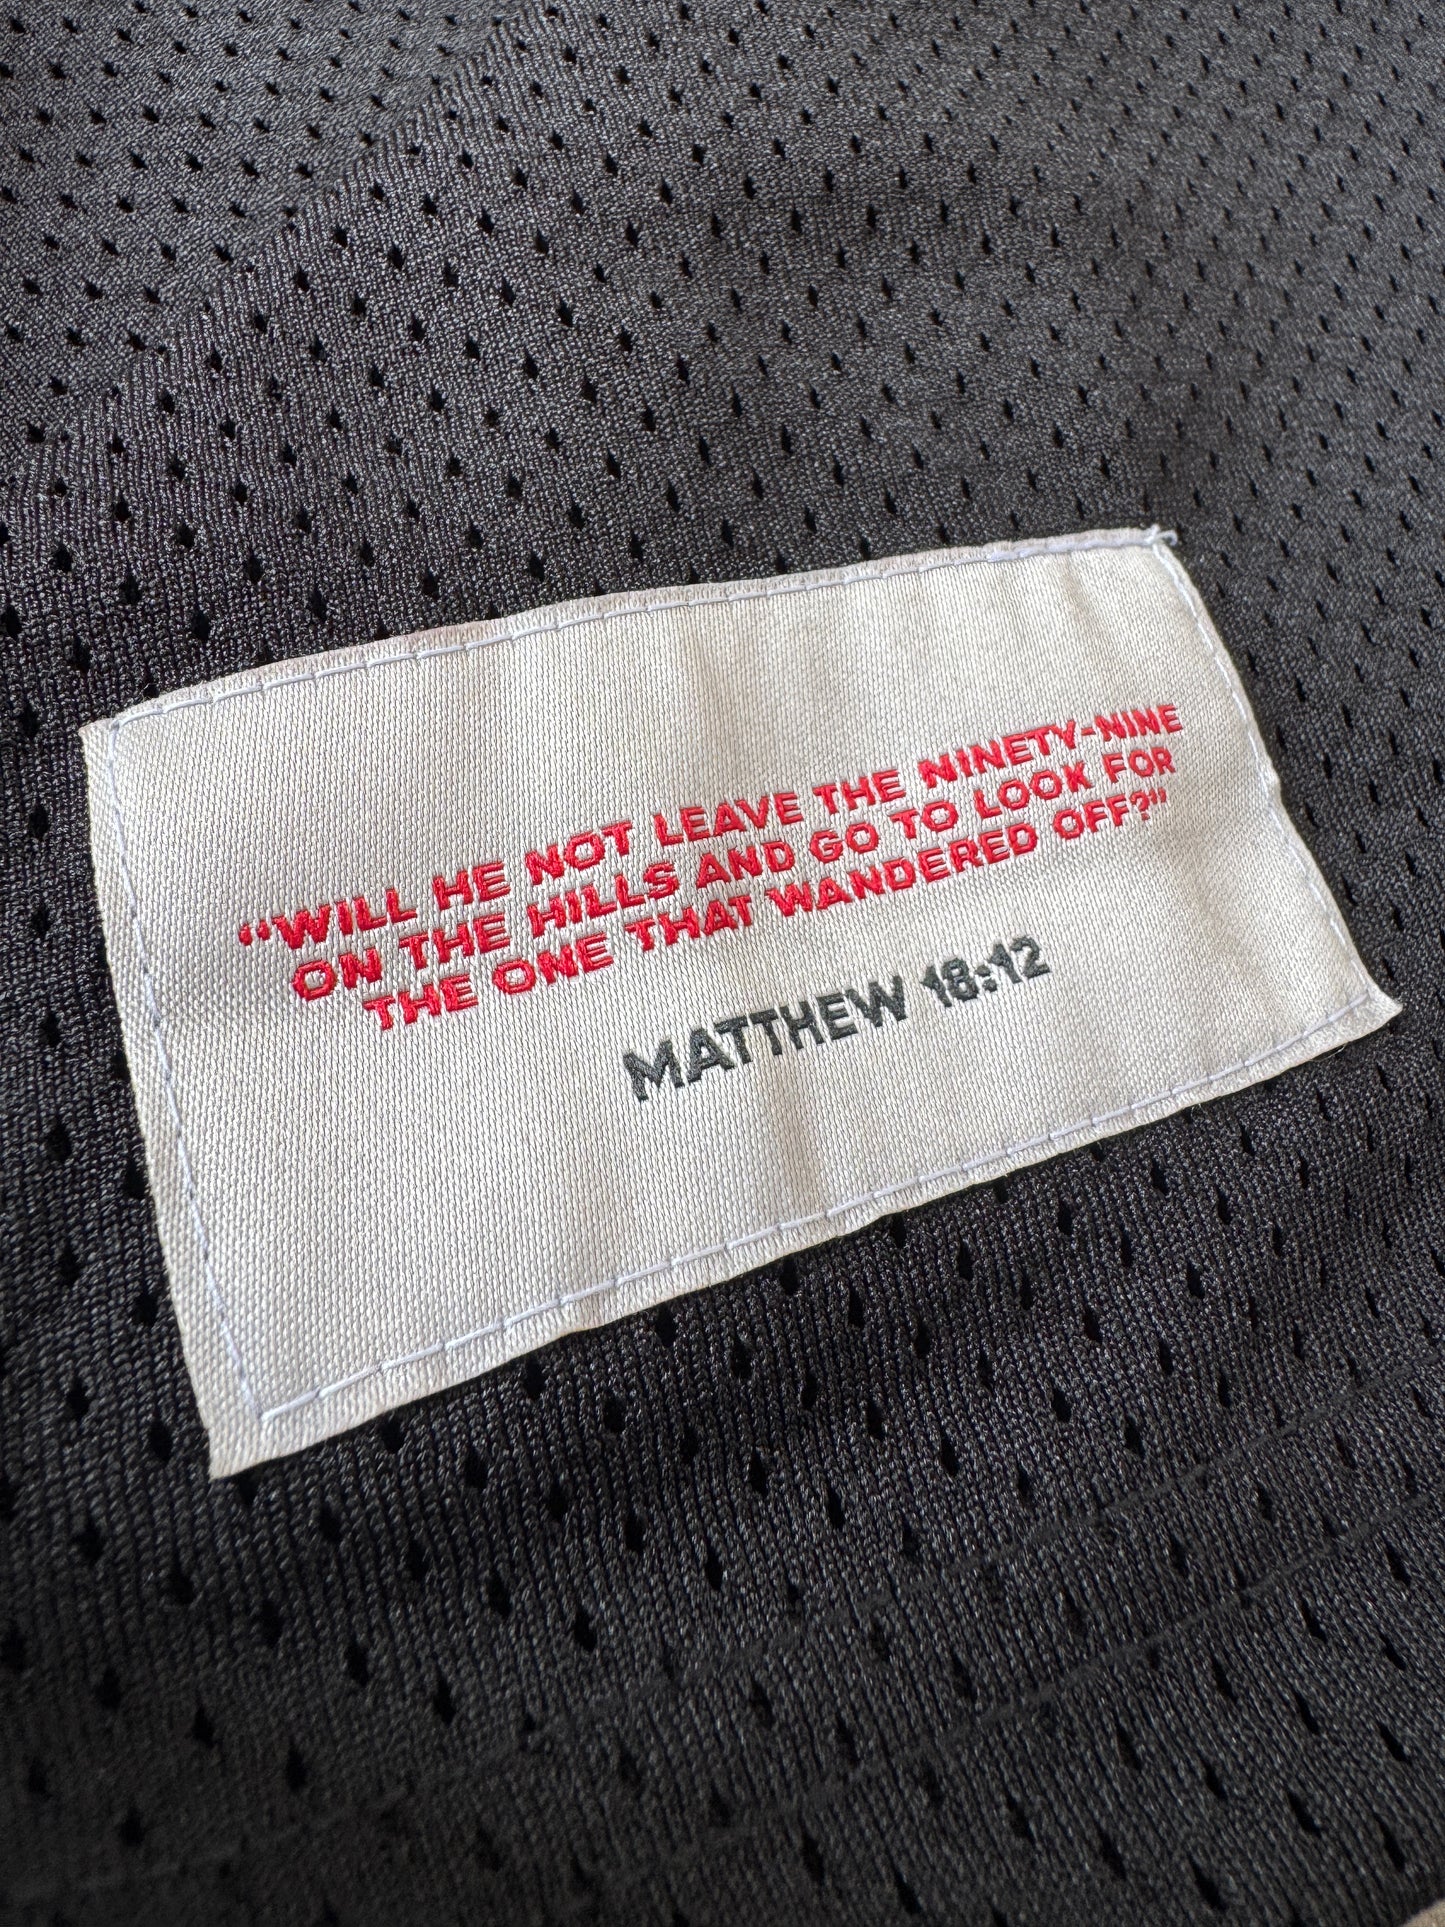 “WILL HE NOT LEAVE THE NINETY-NINE
ON THE HILLS AND GO TO LOOK FOR
THE ONE THAT WANDERED OFF?"
MATTHEW 18:12